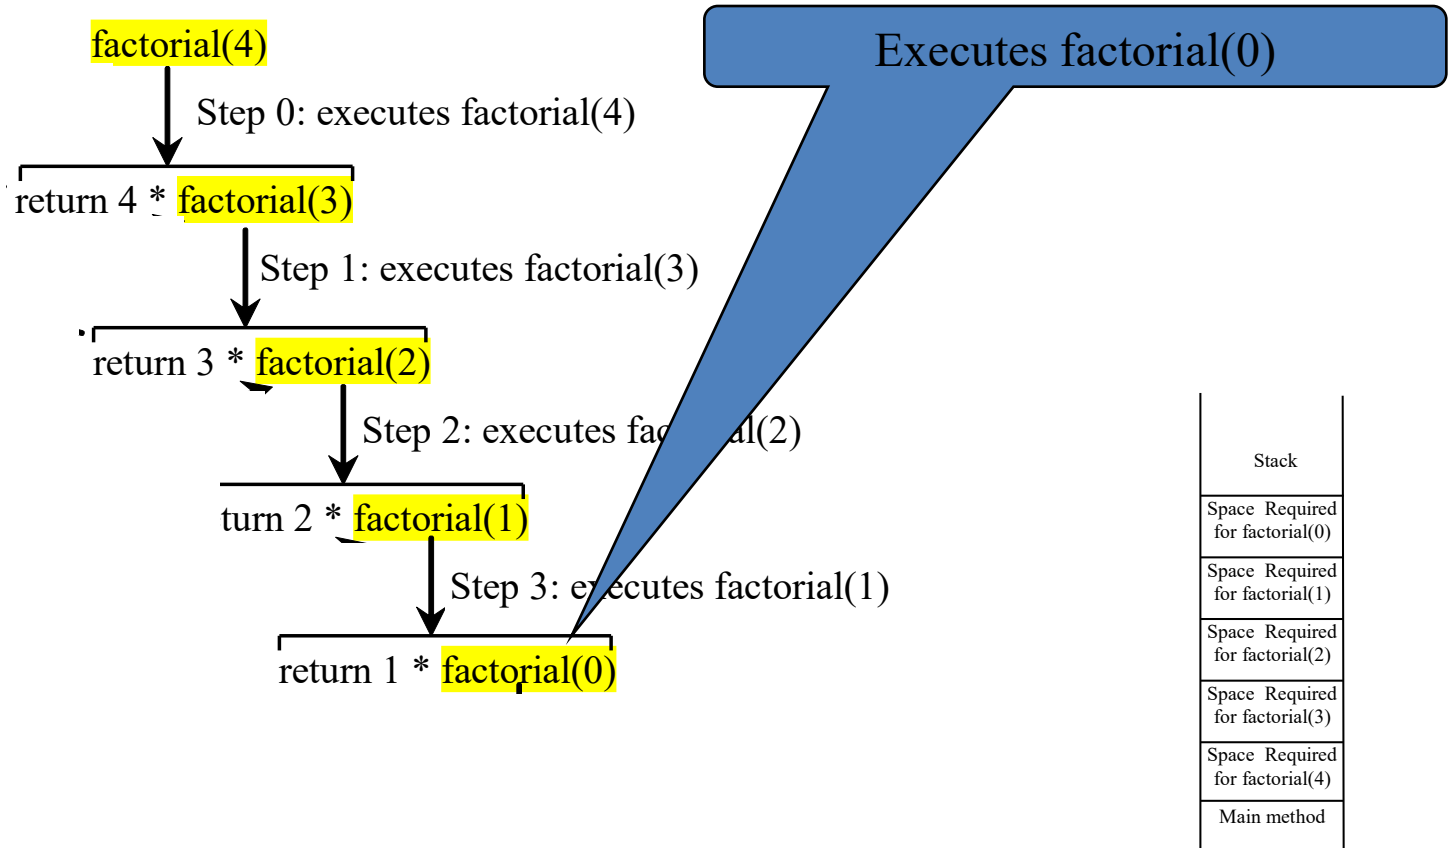 factorial(4)
Executes factorial(0)
Step 0: executes factorial(4)
return 4 * factorial(3)
Step 1: executes factorial(3)
return 3 * factorial(2)
Step 2: executes fac al(2)
turn 2 * factorial(1)
Step 3: executes factorial(1)
return 1 * factorial(0)
Stack
Space Required
for factorial(0)
Space Required
for factorial(1)
Space Required
for factorial(2)
Space Required
for factorial(3)
Space Required
for factorial(4)
Main method